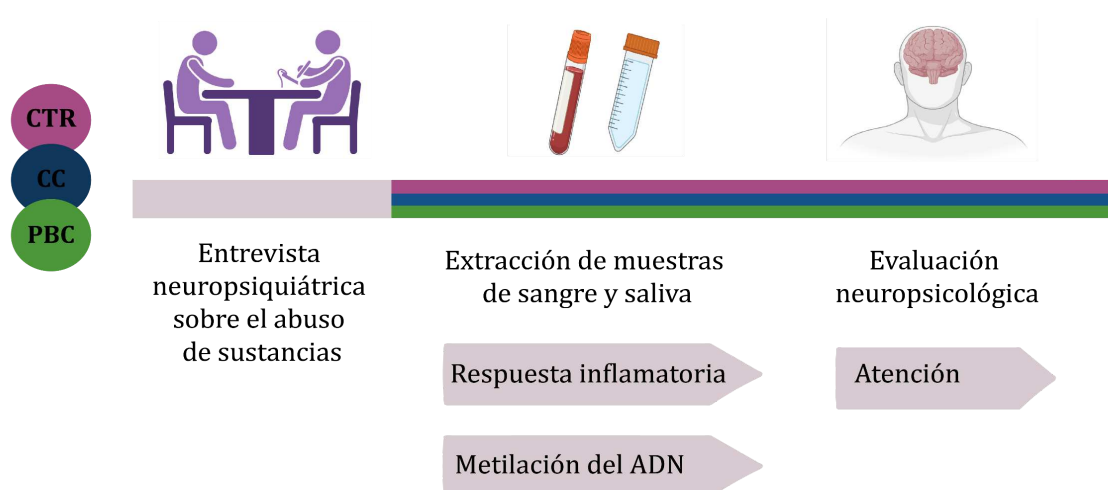 CTR
CC
PBC
Entrevista
neuropsiquiátrica
sobre el abuso
de sustancias
Extracción de muestras
de sangre y saliva
Respuesta inflamatoria
Metilación del ADN
Evaluación
neuropsicológica
Atención